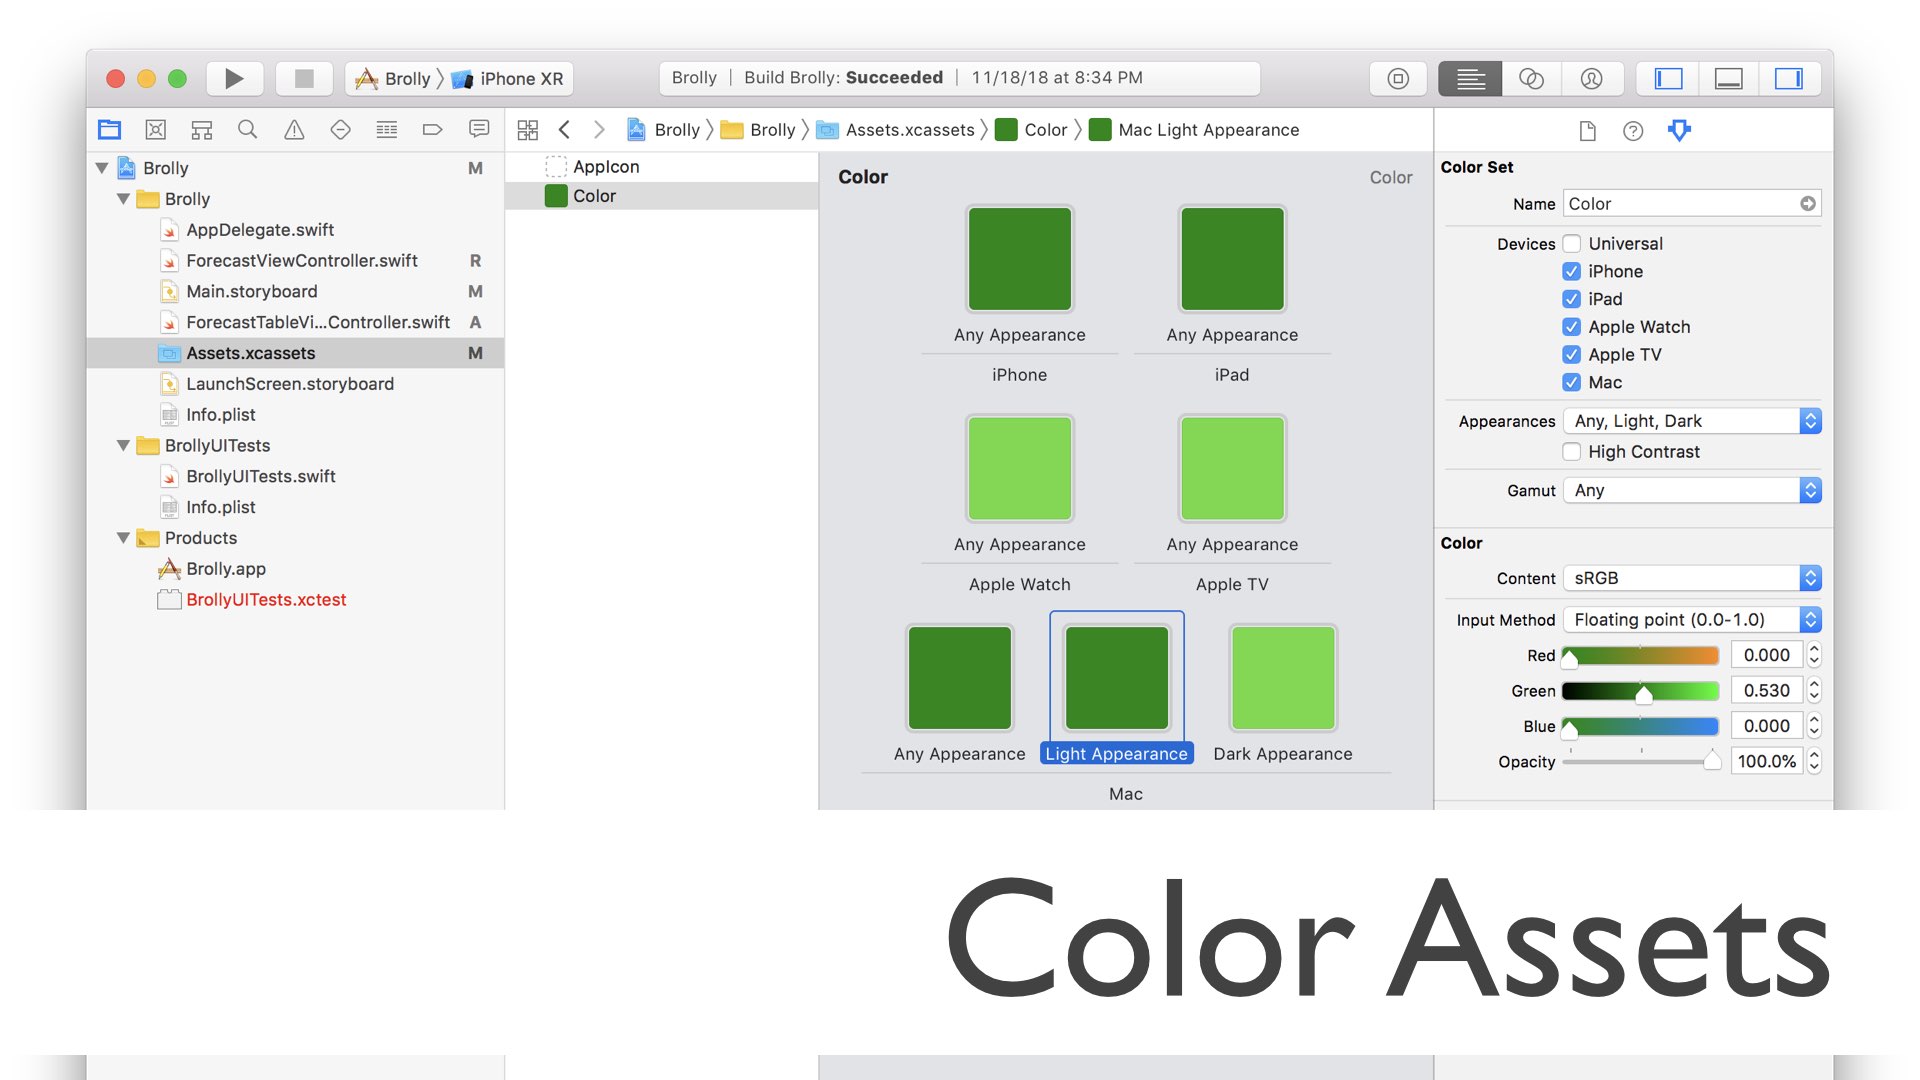 Brolly iPhone XR
Brolly Build Brolly: Succeeded 11/18/18 at 8:34 PM
Brolly Brolly Assets.xcassets Color Mac Light Appearance
Brolly M
Brolly
AppDelegate.swift
ForecastViewController.swift R
Main.storyboard M
ForecastTableVi...Controller.swift A
Assets.xcassets M
LaunchScreen.storyboard
Info.plist
BrollyUITests
BrollyUITests.swift
Info.plist
Products
Brolly.app
BrollyUITests.xctest
AppIcon
Color
Color Color
Any Appearance Any Appearance
iPhone iPad
Any Appearance Any Appearance
Apple Watch Apple TV
Any Appearance Light Appearance Dark Appearance
Mac
Color Set
Name Color
Devices Universal
iPhone
iPad
Apple Watch
Apple TV
Mac
Appearances Any, Light, Dark
High Contrast
Gamut Any
Color
Content sRGB
Input Method Floating point (0.0-1.0)
Red 0.000
Green 0.530
Blue 0.000
Opacity 100.0%
Color Assets